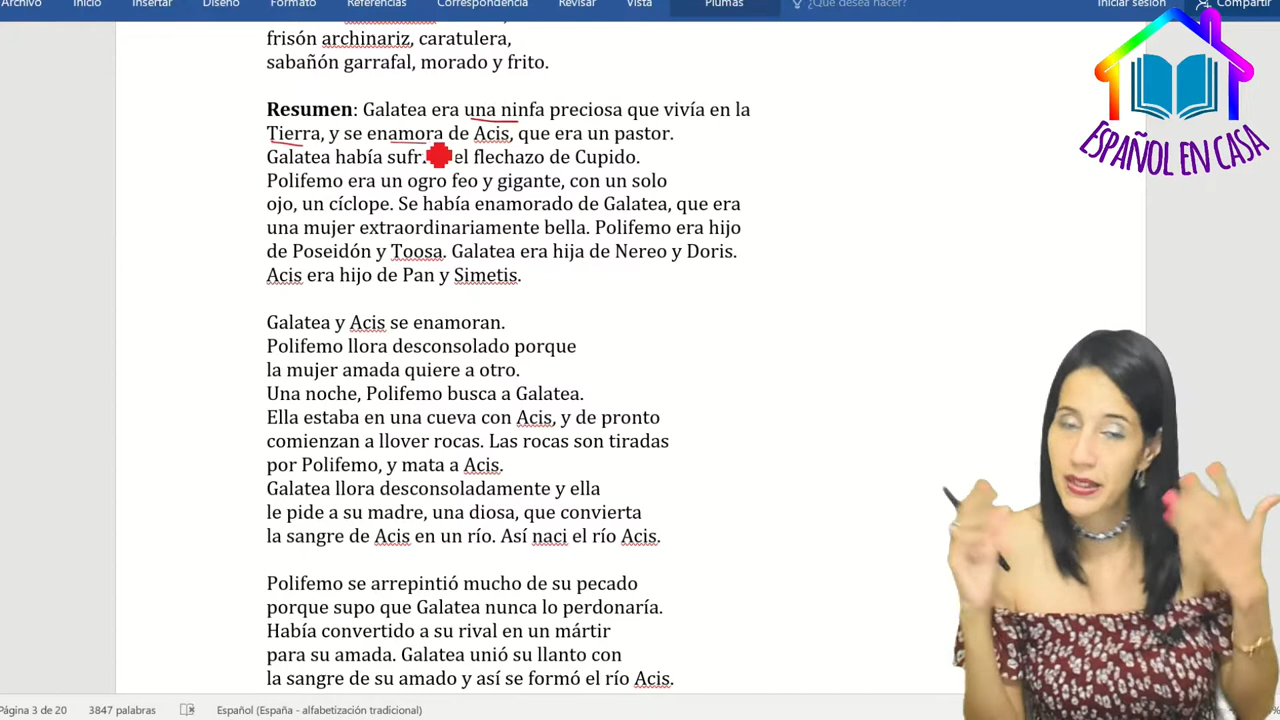 Archivo Inicio Insertar Diseño Formato Referencias Correspondencia Revisar Vista Plumas ¿Qué desea hacer? Iniciar sesión Compartir
frisón archinariz, caratulera,
sabañón garrafal, morado y frito.
Resumen: Galatea era una ninfa preciosa que vivía en la
Tierra, y se enamora de Acis, que era un pastor.
Galatea había sufr el flechazo de Cupido.
Polifemo era un ogro feo y gigante, con un solo
ojo, un cíclope. Se había enamorado de Galatea, que era
una mujer extraordinariamente bella. Polifemo era hijo
de Poseidón y Toosa. Galatea era hija de Nereo y Doris.
Acis era hijo de Pan y Simetis.
Galatea y Acis se enamoran.
Polifemo llora desconsolado porque
la mujer amada quiere a otro.
Una noche, Polifemo busca a Galatea.
Ella estaba en una cueva con Acis, y de pronto
comienzan a llover rocas. Las rocas son tiradas
por Polifemo, y mata a Acis.
Galatea llora desconsoladamente y ella
le pide a su madre, una diosa, que convierta
la sangre de Acis en un río. Así naci el río Acis.
Polifemo se arrepintió mucho de su pecado
porque supo que Galatea nunca lo perdonaría.
Había convertido a su rival en un mártir
para su amada. Galatea unió su llanto con
la sangre de su amado y así se formó el río Acis.
Página 3 de 20 3847 palabras Español (España - alfabetización tradicional)
ESPAÑOL EN CASA